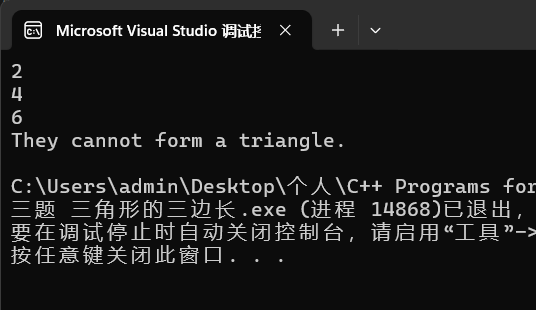 Microsoft Visual Studio 调试
2
4
6
They cannot form a triangle.
C:\Users\admin\Desktop\个人\C++ Programs for
三题 三角形的三边长.exe (进程 14868)已退出，
要在调试停止时自动关闭控制台，请启用“工具”->
按任意键关闭此窗口. . .